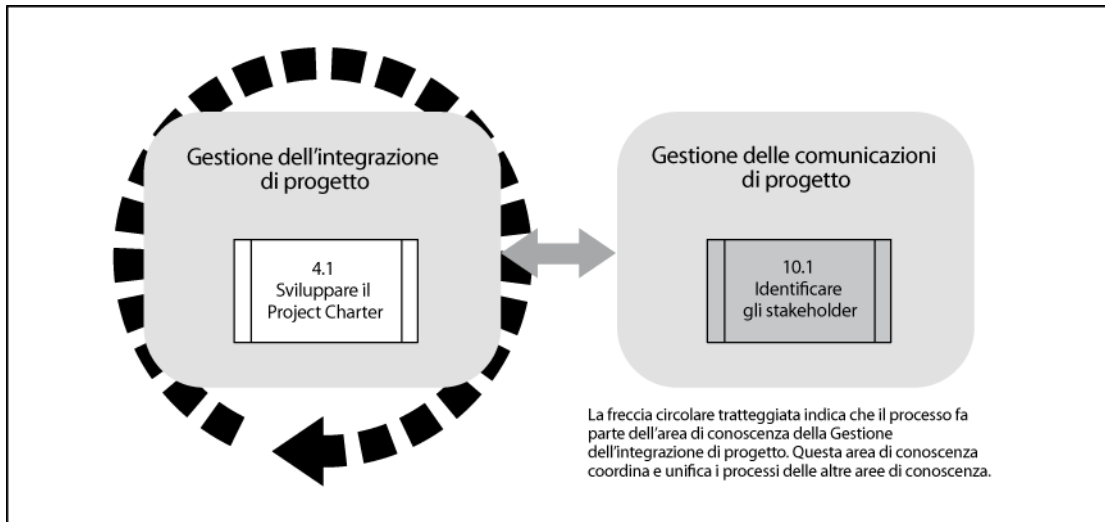 Gestione dell'integrazione
di progetto
4.1
Sviluppare il
Project Charter
Gestione delle comunicazioni
di progetto
10.1
Identificare
gli stakeholder
La freccia circolare tratteggiata indica che il processo fa
parte dell'area di conoscenza della Gestione
dell'integrazione di progetto. Questa area di conoscenza
coordina e unifica i processi delle altre aree di conoscenza.